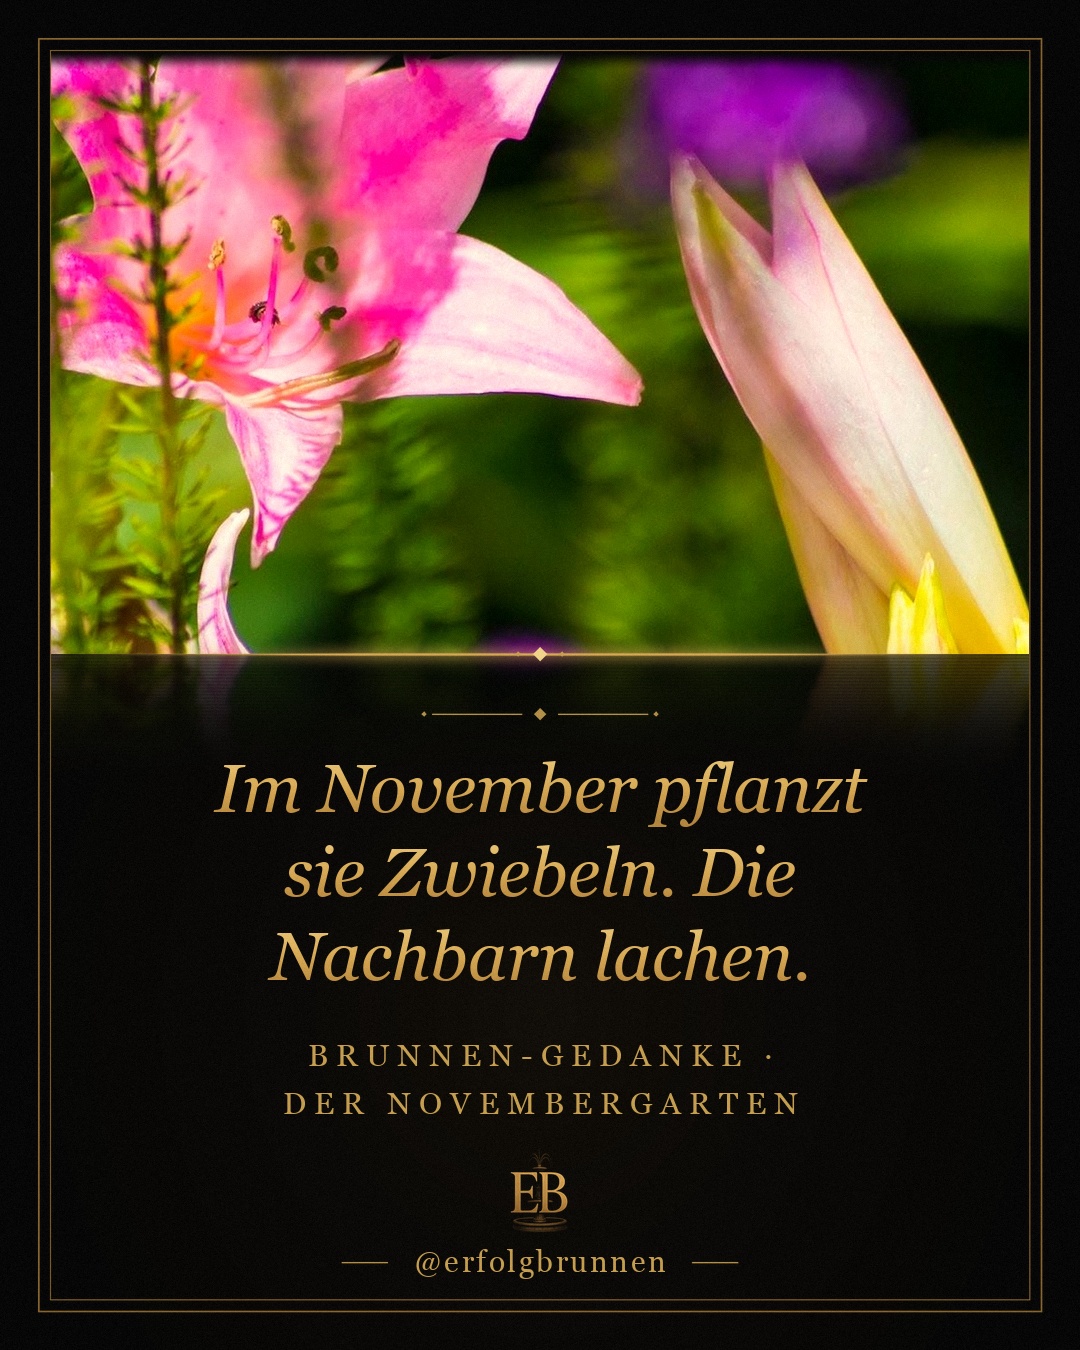 Im November pflanzt
sie Zwiebeln. Die
Nachbarn lachen.
BRUNNEN-GEDANKE ·
DER NOVEMBERGARTEN
EB
@erfolgbrunnen